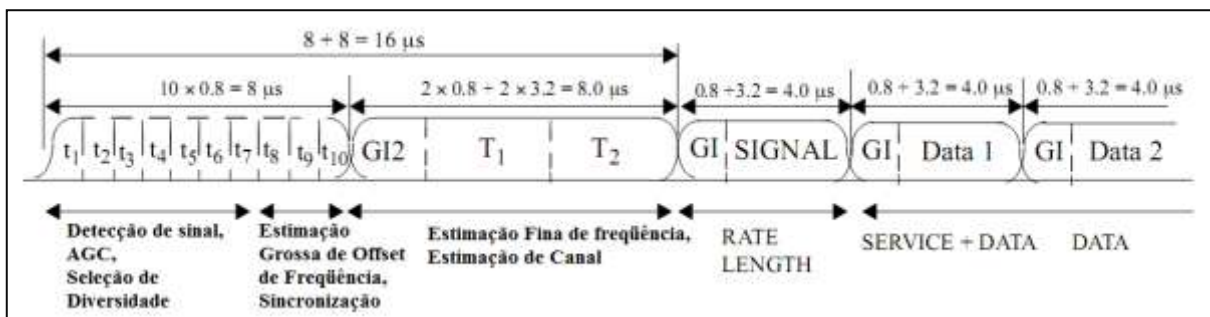 8 + 8 = 16 μs
10 × 0.8 = 8 μs
2 × 0.8 + 2 × 3.2 = 8.0 μs
0.8 +3.2 = 4.0 μs
0.8 + 3.2 = 4.0 μs
0.8 + 3.2 = 4.0 μs
t1 t2 t3 t4 t5 t6 t7 t8 t9 t10 GI2 T1 T2 GI SIGNAL GI Data 1 GI Data 2
Detecção de sinal,
AGC,
Seleção de
Diversidade
Estimação
Grossa de Offset
de Freqüência,
Sincronização
Estimação Fina de freqüência,
Estimação de Canal
RATE
LENGTH
SERVICE + DATA
DATA